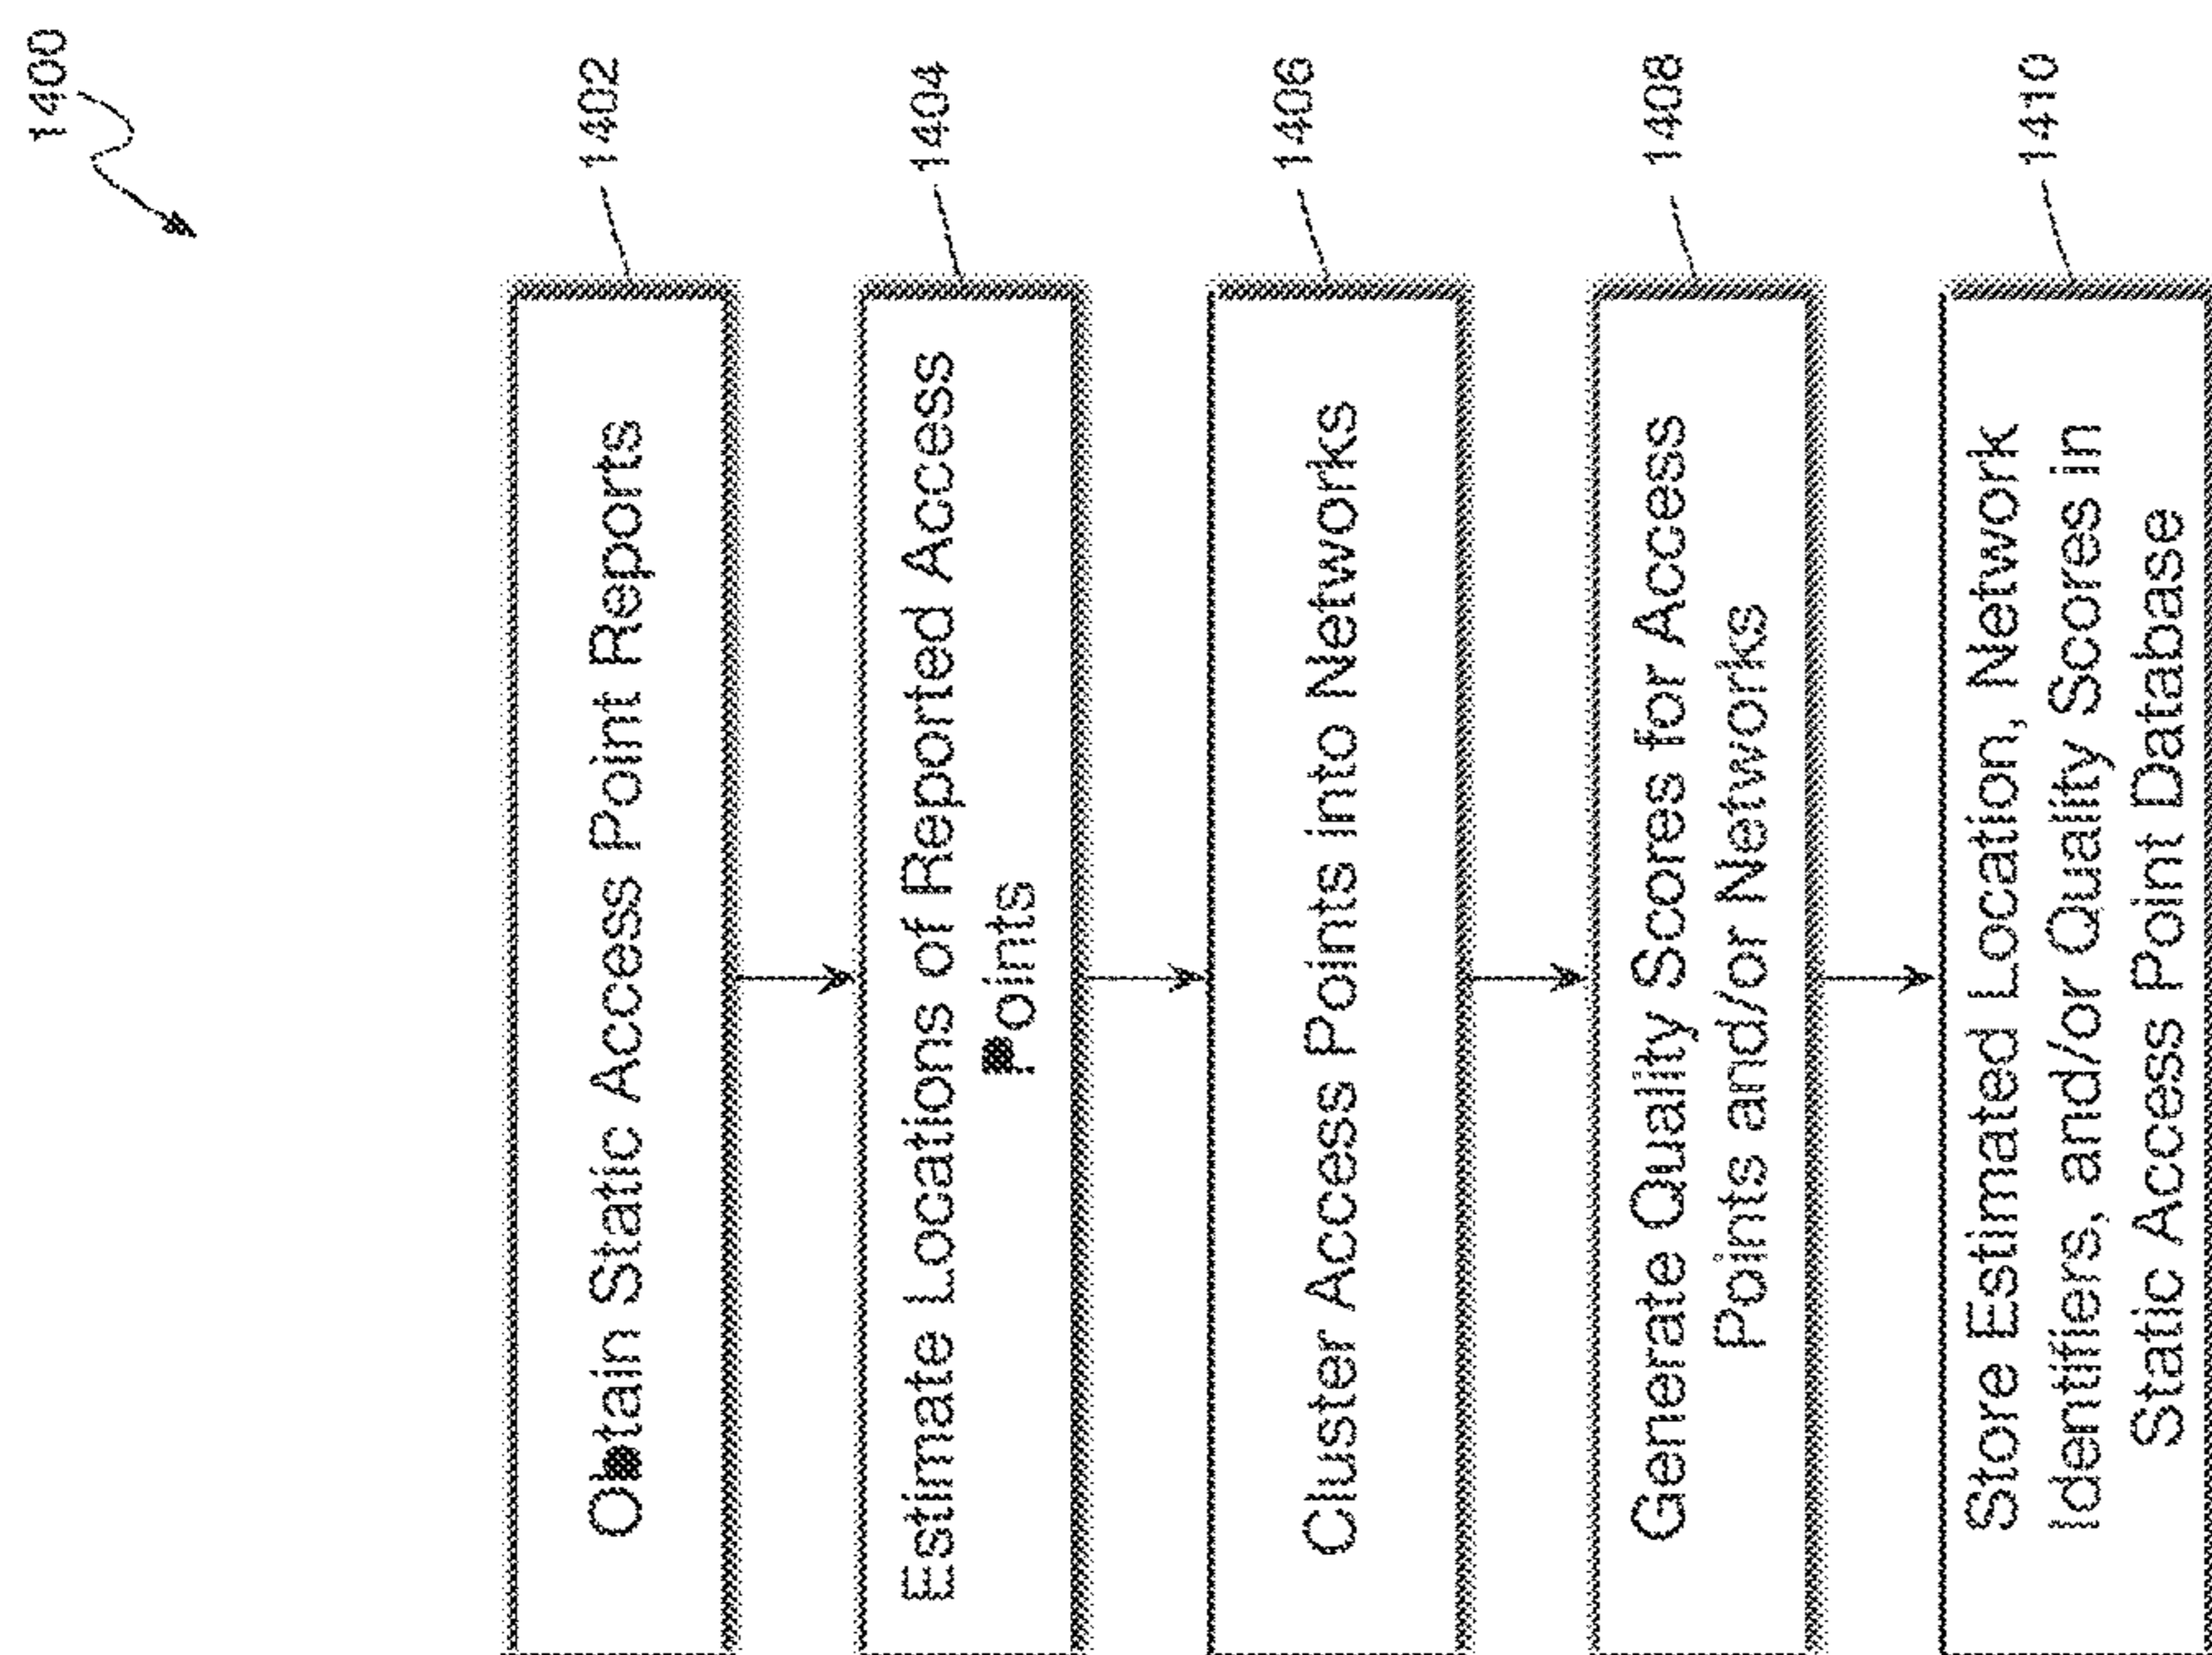 1400
Obtain Static Access Point Reports
1402
Estimate Locations of Reported Access
Points
1404
Cluster Access Points into Networks
1406
Generate Quality Scores for Access
Points and/or Networks
1408
Store Estimated Location, Network
Identifiers, and/or Quality Scores in
Static Access Point Database
1410